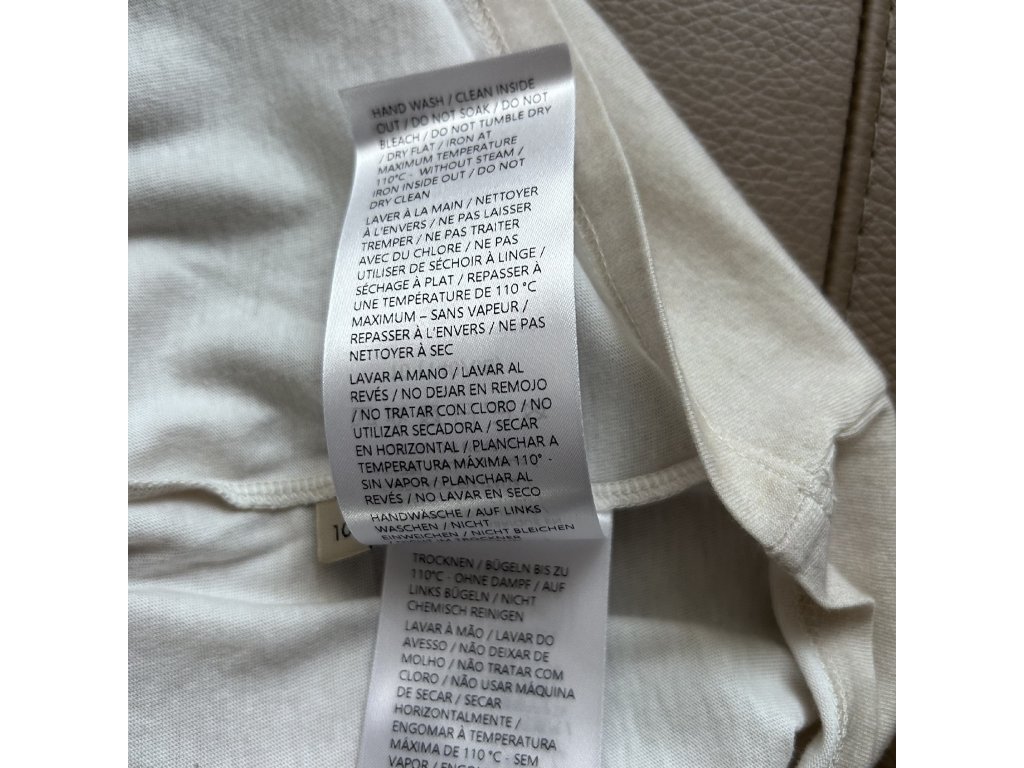 HAND WASH / CLEAN INSIDE
OUT / DO NOT SOAK / DO NOT
BLEACH / DO NOT TUMBLE DRY
/ DRY FLAT / IRON AT
MAXIMUM TEMPERATURE
110°C - WITHOUT STEAM /
IRON INSIDE OUT / DO NOT
DRY CLEAN
LAVER À LA MAIN / NETTOYER
À L'ENVERS / NE PAS LAISSER
TREMPER / NE PAS TRAITER
AVEC DU CHLORE / NE PAS
UTILISER DE SÉCHOIR À LINGE /
SÉCHAGE À PLAT / REPASSER À
UNE TEMPÉRATURE DE 110 °C
MAXIMUM – SANS VAPEUR /
REPASSER À L'ENVERS / NE PAS
NETTOYER À SEC
LAVAR A MANO / LAVAR AL
REVÉS / NO DEJAR EN REMOJO
/ NO TRATAR CON CLORO / NO
UTILIZAR SECADORA / SECAR
EN HORIZONTAL / PLANCHAR A
TEMPERATURA MÁXIMA 110° -
SIN VAPOR / PLANCHAR AL
REVÉS / NO LAVAR EN SECO
HANDWÄSCHE / AUF LINKS
WASCHEN / NICHT
EINWEICHEN / NICHT BLEICHEN
TROCKNER
TROCKNEN / BÜGELN BIS ZU
110°C - OHNE DAMPF / AUF
LINKS BÜGELN / NICHT
CHEMISCH REINIGEN
LAVAR À MÃO / LAVAR DO
AVESSO / NÃO DEIXAR DE
MOLHO / NÃO TRATAR COM
CLORO / NÃO USAR MÁQUINA
DE SECAR / SECAR
HORIZONTALMENTE /
ENGOMAR À TEMPERATURA
MÁXIMA DE 110 °C - SEM
VAPOR /